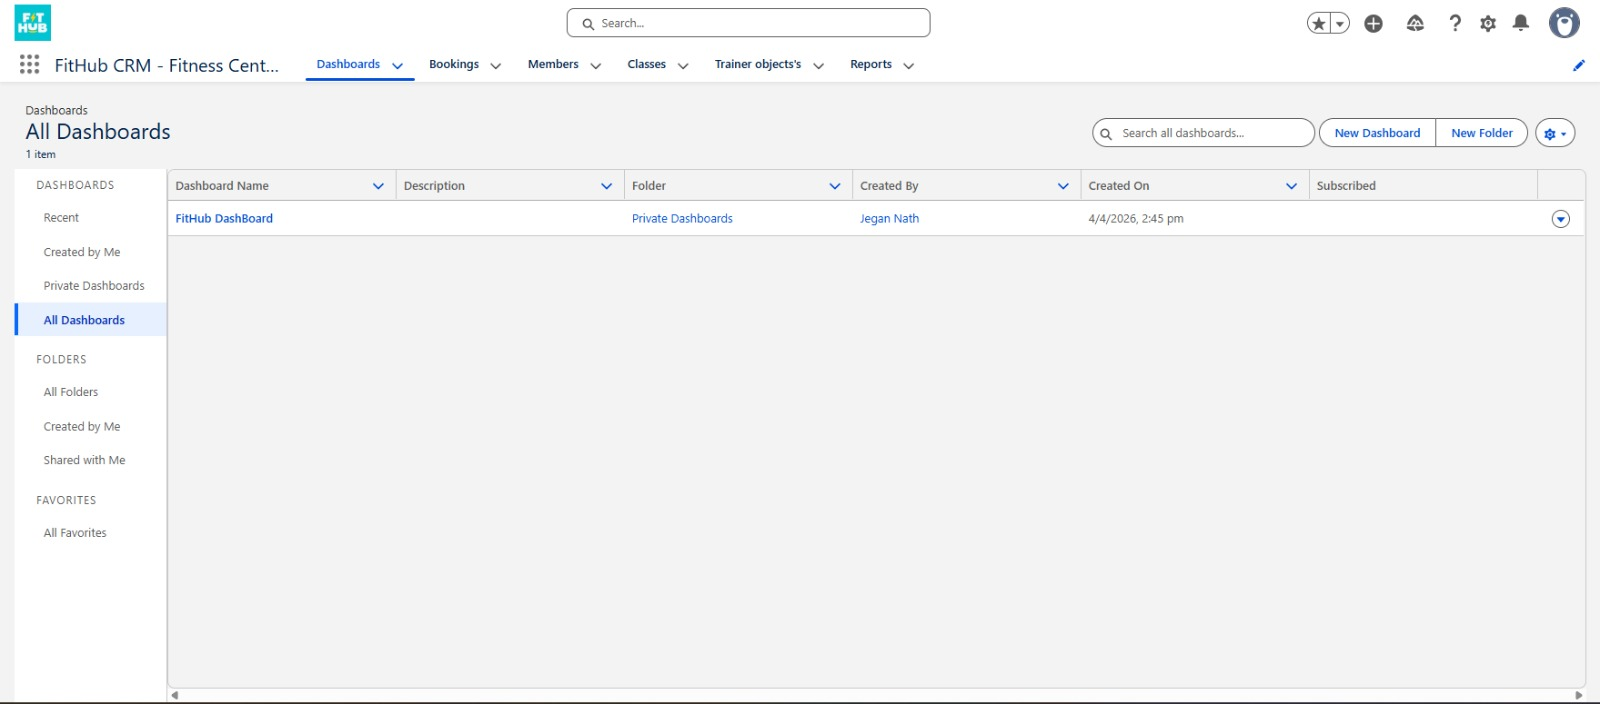 FiT
HUB
Search...
FitHub CRM - Fitness Cent...
Dashboards
Bookings
Members
Classes
Trainer objects's
Reports
Dashboards
All Dashboards
1 item
Search all dashboards...
New Dashboard
New Folder
DASHBOARDS
Recent
Created by Me
Private Dashboards
All Dashboards
FOLDERS
All Folders
Created by Me
Shared with Me
FAVORITES
All Favorites
Dashboard Name
Description
Folder
Created By
Created On
Subscribed
FitHub DashBoard
Private Dashboards
Jegan Nath
4/4/2026, 2:45 pm